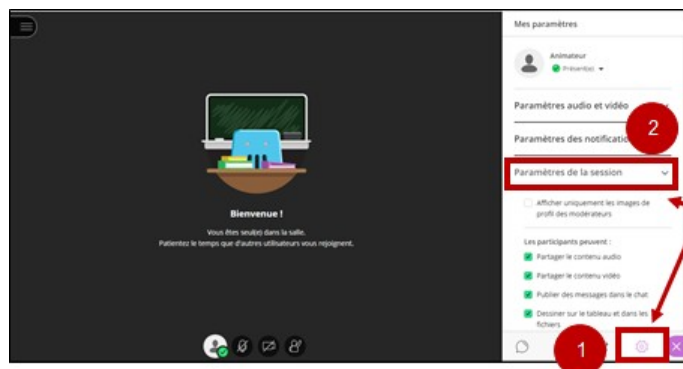 Mes paramètres
Animateur
Présent(e)
Paramètres audio et vidéo
2
Paramètres des notifications
Paramètres de la session
Afficher uniquement les images de
profil des modérateurs
Bienvenue !
Vous êtes seul(e) dans la salle.
Patientez le temps que d'autres utilisateurs vous rejoignent.
Les participants peuvent :
Partager le contenu audio
Partager le contenu vidéo
Publier des messages dans le chat
Dessiner sur le tableau et dans les
fichiers
1